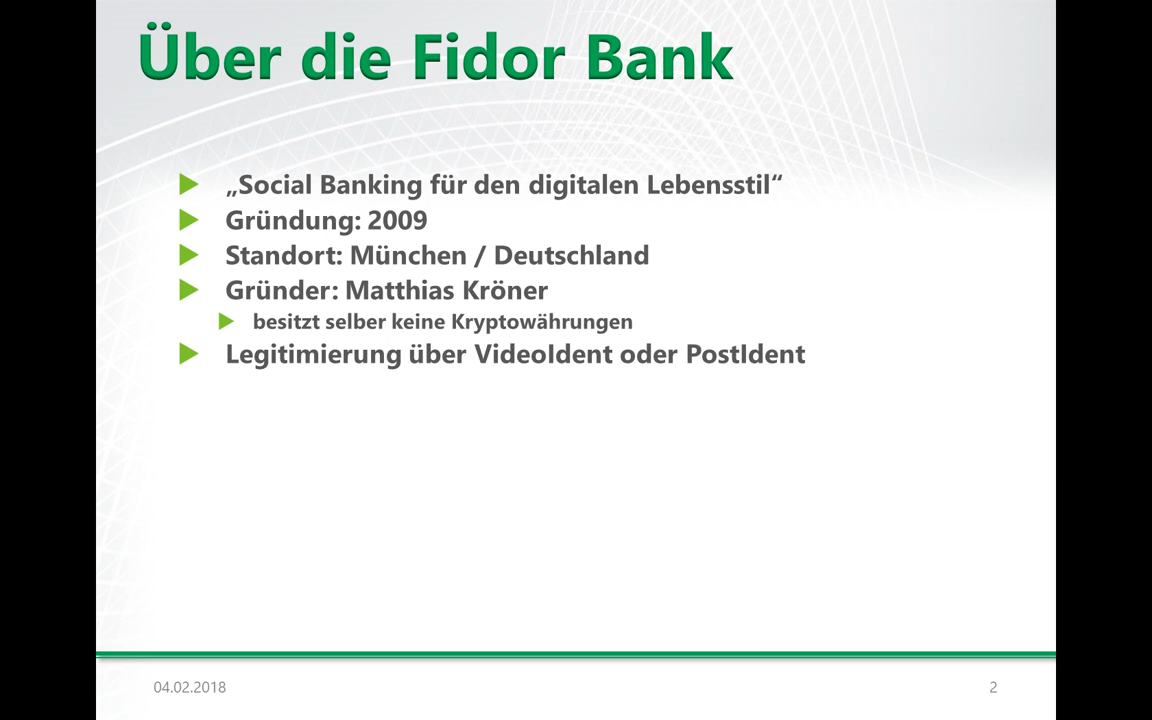 Über die Fidor Bank
„Social Banking für den digitalen Lebensstil“
Gründung: 2009
Standort: München / Deutschland
Gründer: Matthias Kröner
besitzt selber keine Kryptowährungen
Legitimierung über VideoIdent oder PostIdent
04.02.2018
2